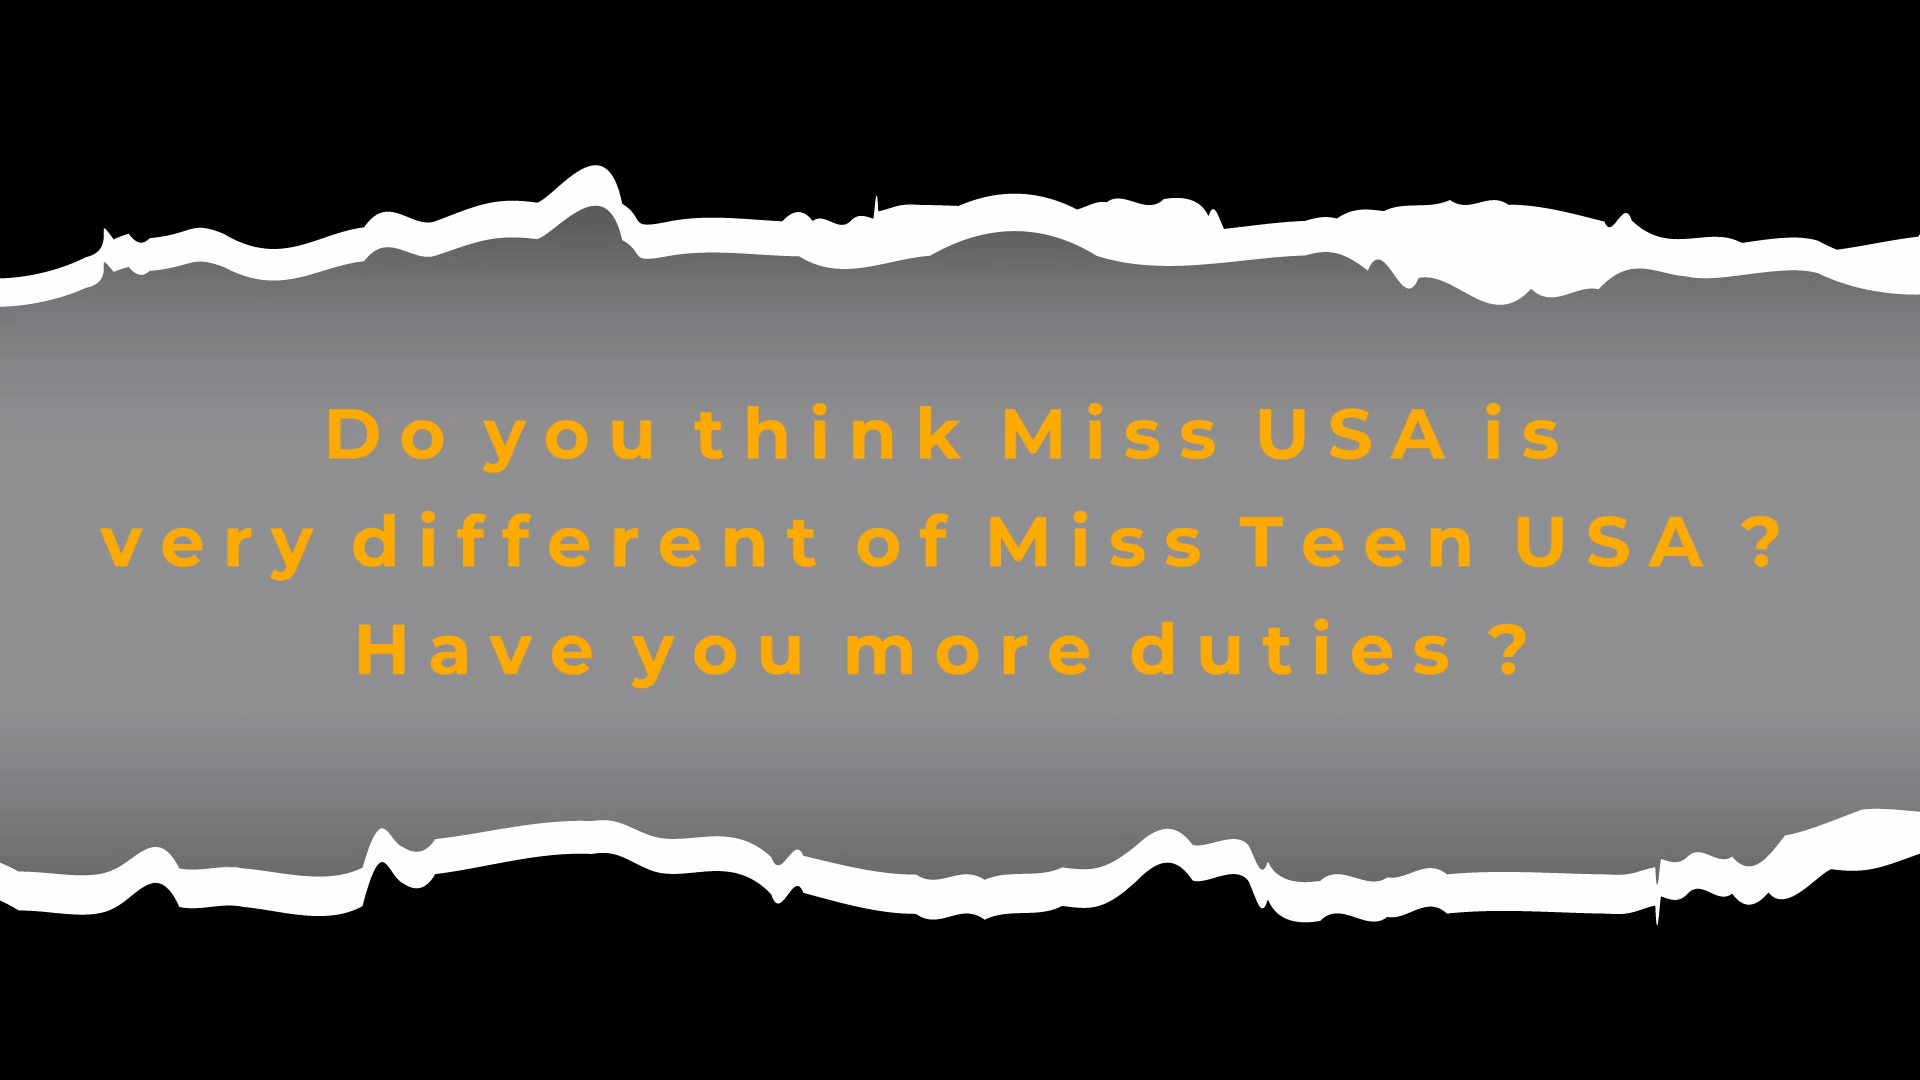 Do you think Miss USA is
very different of Miss Teen USA ?
Have you more duties ?